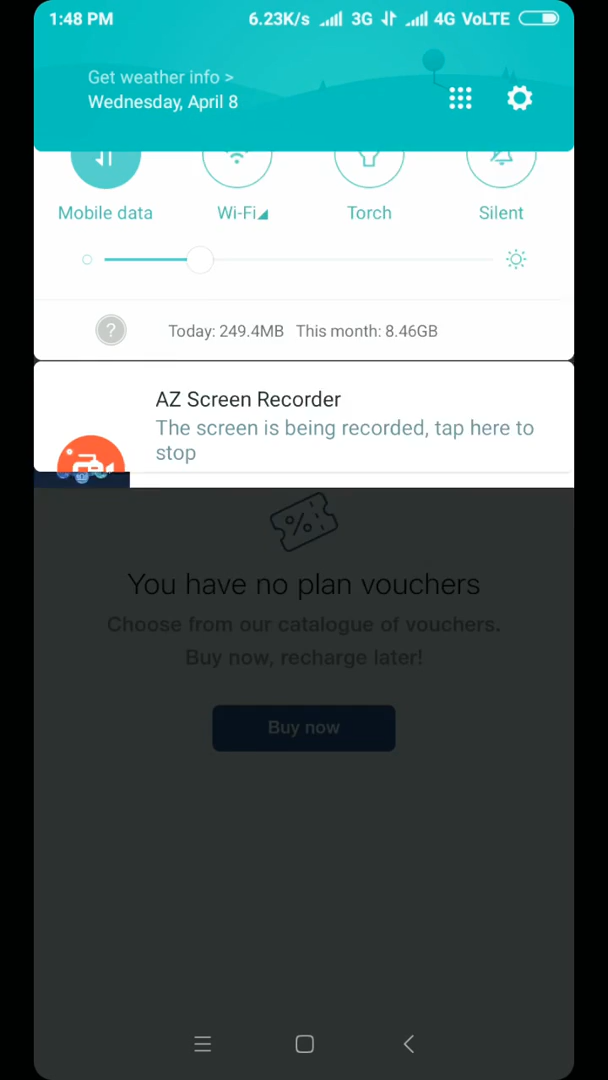 1:48 PM 6.23K/s 3G 4G VoLTE
Get weather info >
Wednesday, April 8
Mobile data Wi-Fi Torch Silent
? Today: 249.4MB This month: 8.46GB
AZ Screen Recorder
The screen is being recorded, tap here to
stop
You have no plan vouchers
Choose from our catalogue of vouchers.
Buy now, recharge later!
Buy now